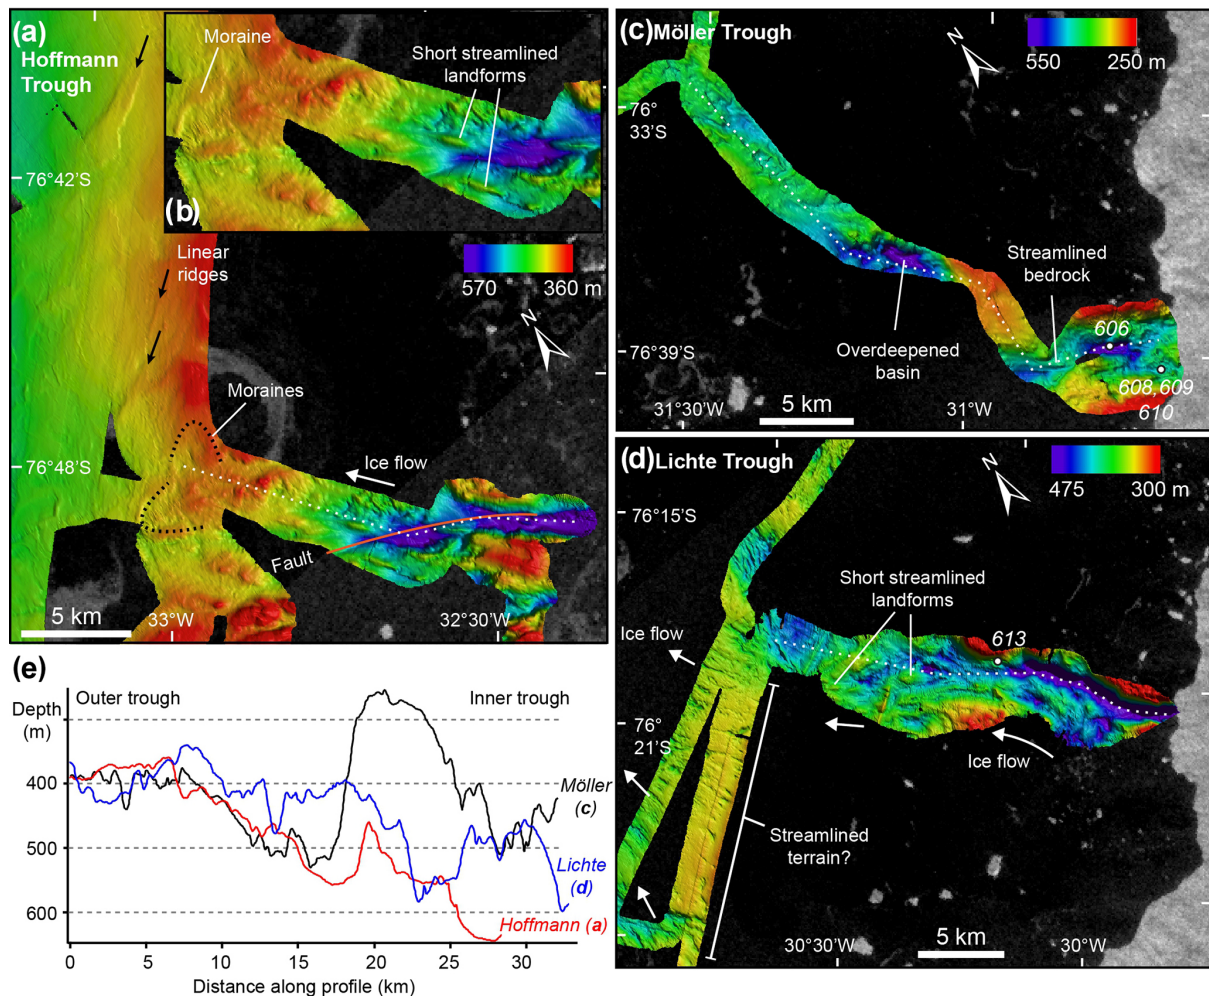 (a)
Hoffmann
Trough
Moraine
Short streamlined
landforms
76°42'S
(b)
Linear
ridges
570 360 m
N
Moraines
76°48'S
Ice flow
Fault
5 km
33°W
32°30'W
(c) Möller Trough
N
550 250 m
76°
33'S
Streamlined
bedrock
606
Overdeepened
basin
76°39'S
608,609
610
31°30'W
5 km
31°W
(d) Lichte Trough
N
475 300 m
76°15'S
Short streamlined
landforms
613
Ice flow
76°
21'S
Ice flow
Streamlined
terrain?
30°30'W
5 km
30°W
(e)
Outer trough
Inner trough
Depth
(m)
400
500
600
Möller
(c)
Lichte
(d)
Hoffmann (a)
0 5 10 15 20 25 30
Distance along profile (km)